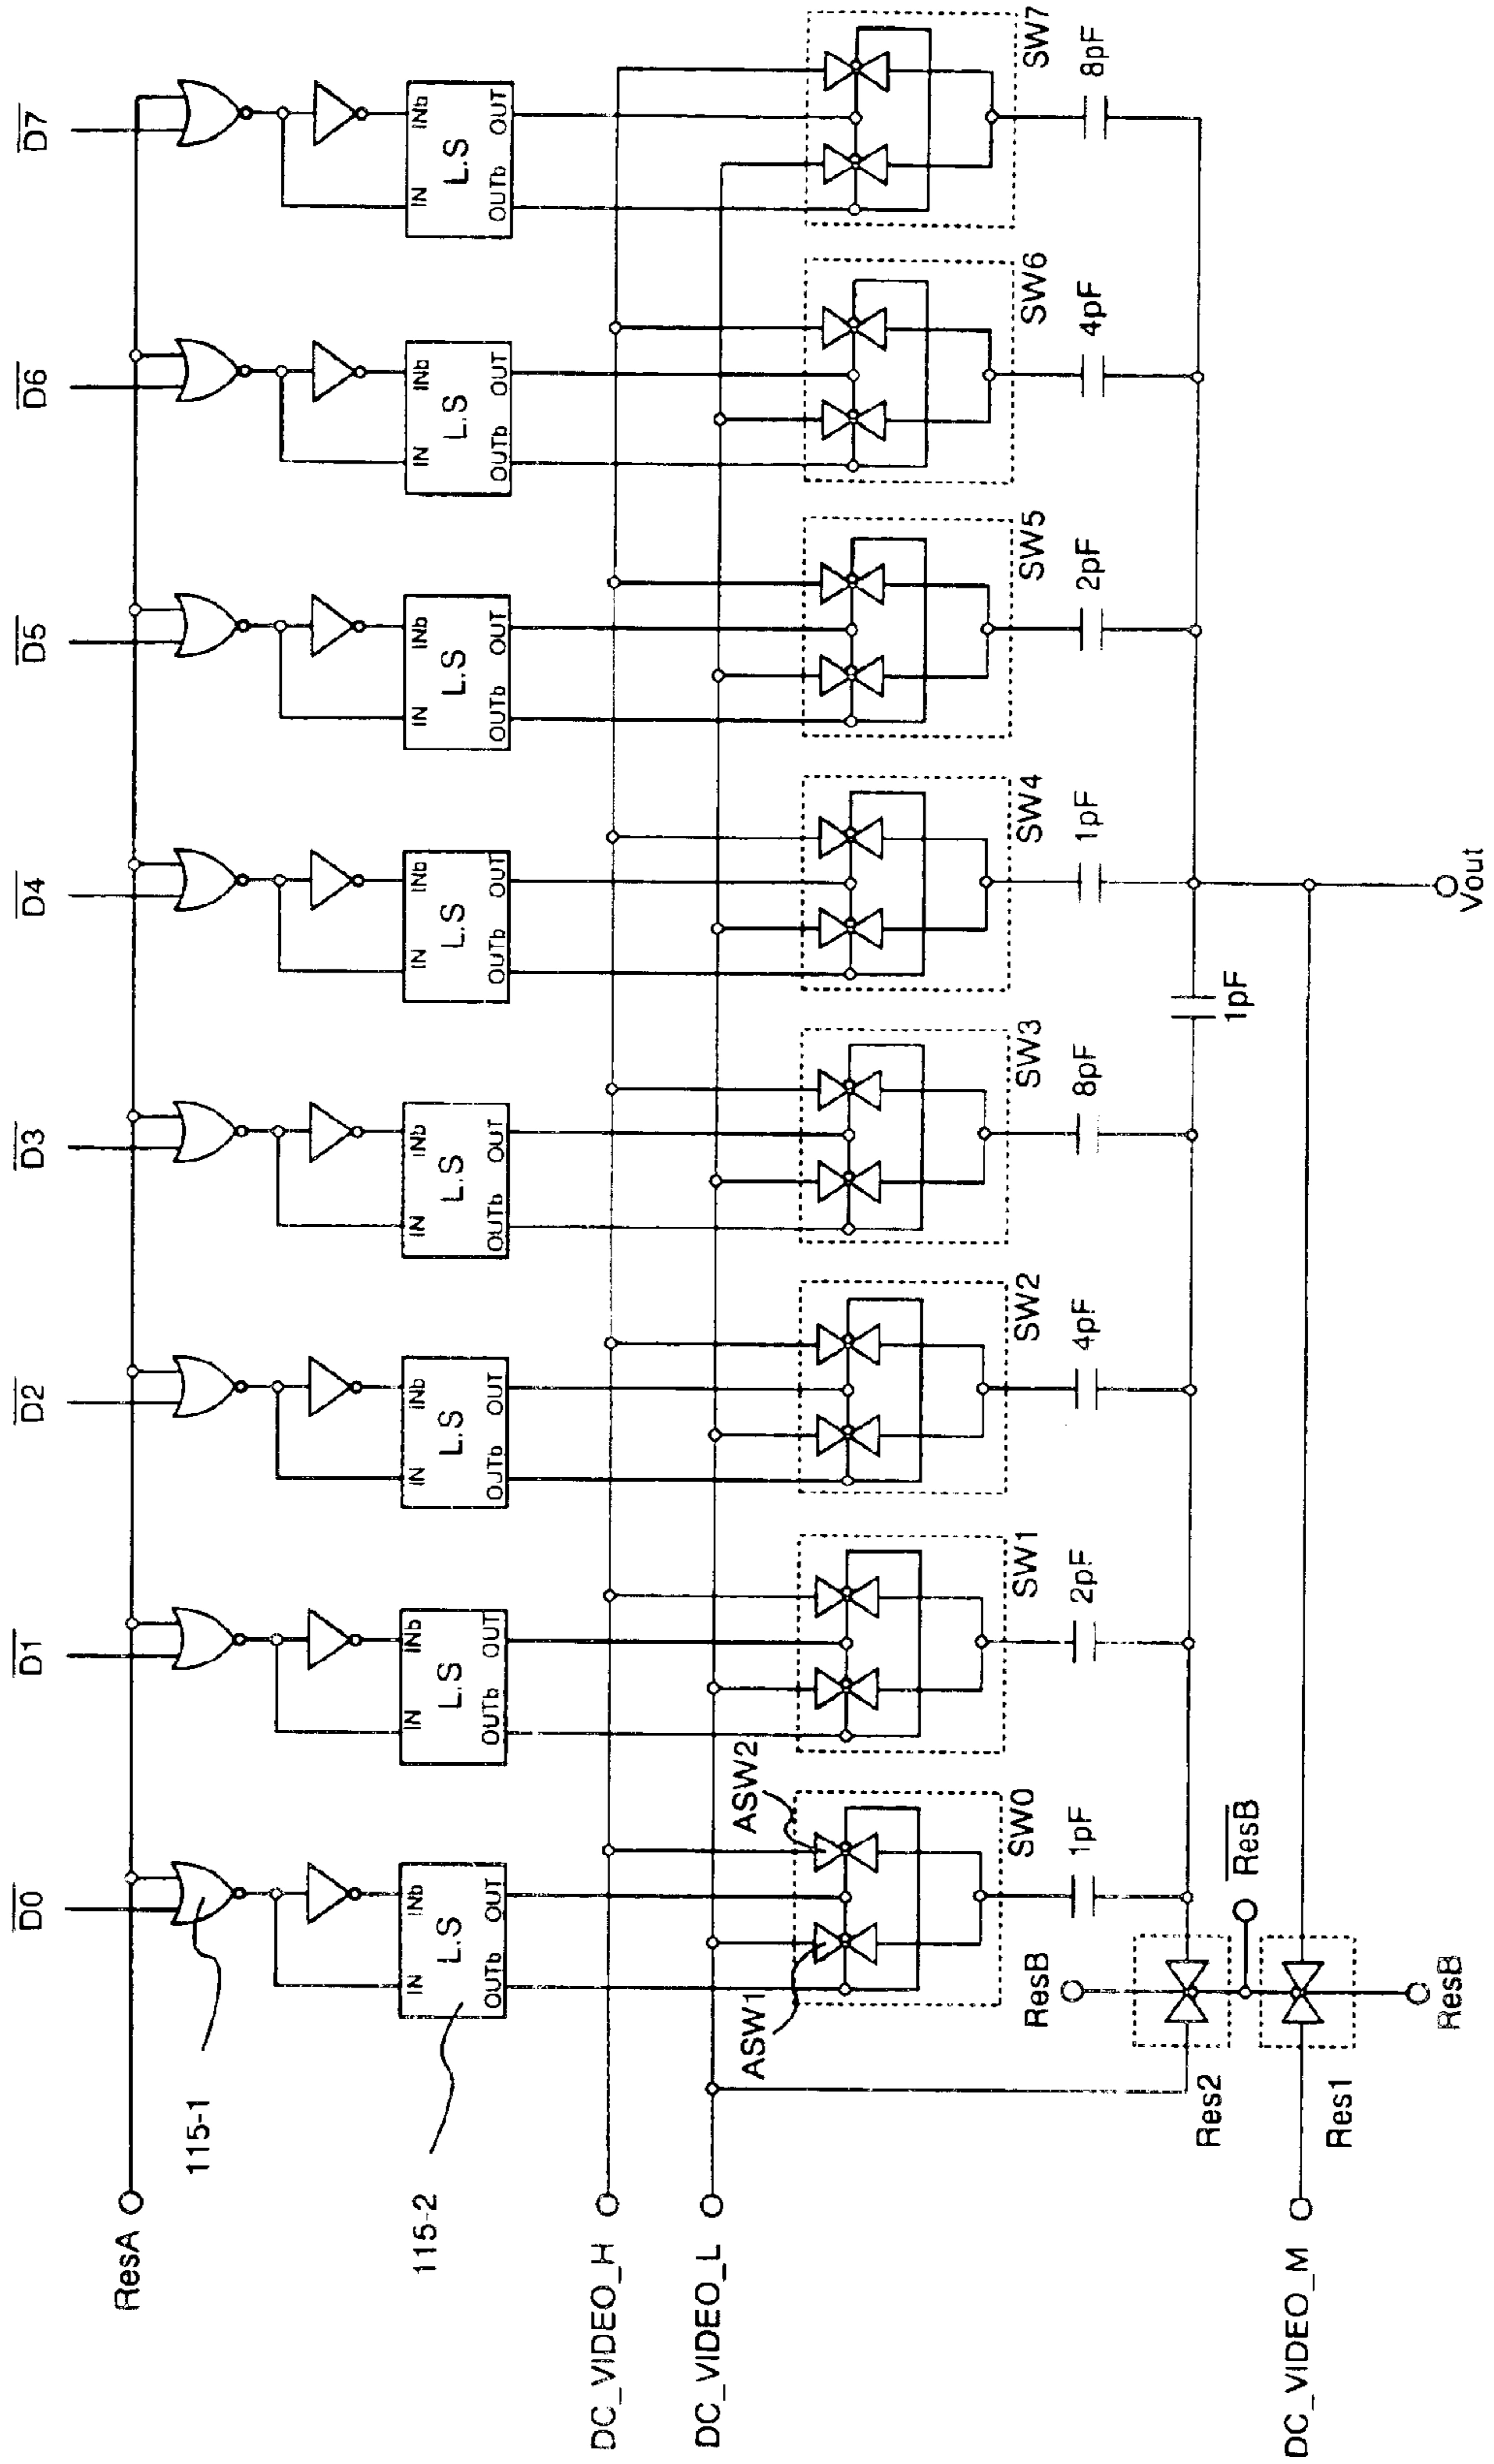 ResA
D0
D1
D2
D3
D4
D5
D6
D7
115-1
115-2
IN INb
L.S
OUTb OUT
IN INb
L.S
OUTb OUT
IN INb
L.S
OUTb OUT
IN INb
L.S
OUTb OUT
IN INb
L.S
OUTb OUT
IN INb
L.S
OUTb OUT
IN INb
L.S
OUTb OUT
IN INb
L.S
OUTb OUT
DC_VIDEO_H
DC_VIDEO_L
ASW1
ASW2
SW0
SW1
SW2
SW3
SW4
SW5
SW6
SW7
1pF
2pF
4pF
8pF
1pF
2pF
4pF
8pF
1pF
ResB
ResB
Res2
Res1
ResB
DC_VIDEO_M
Vout